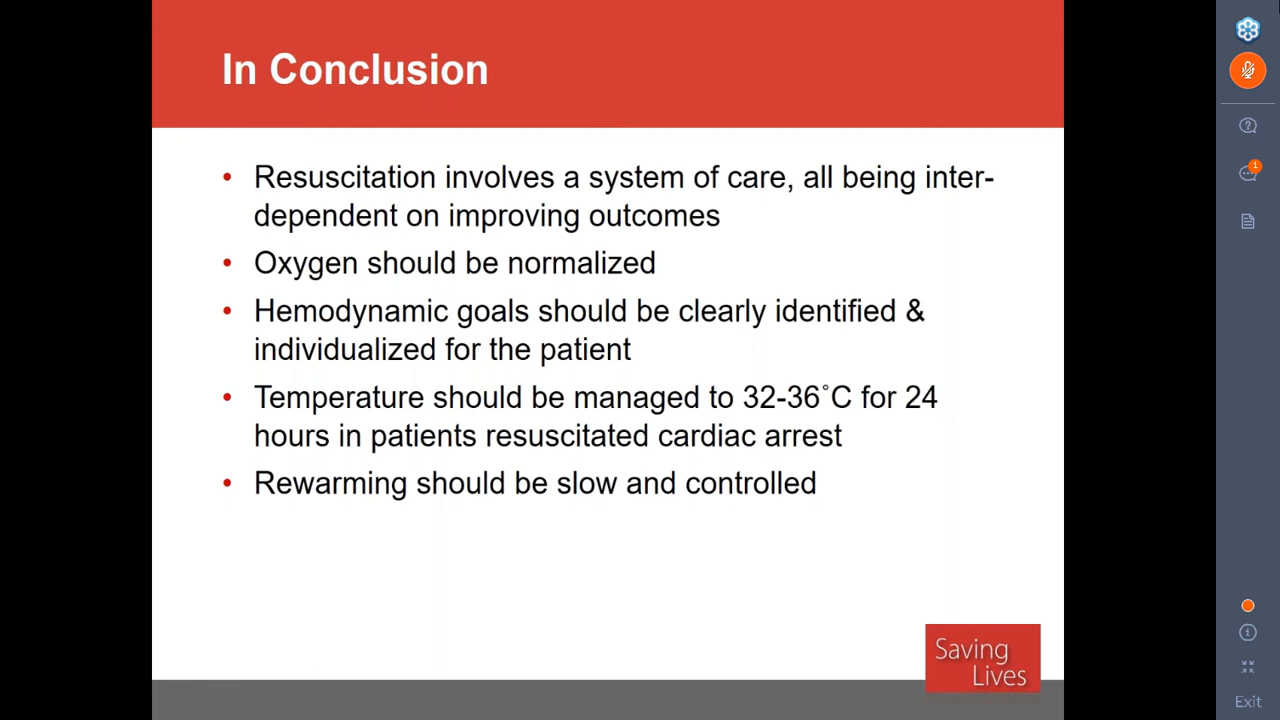 In Conclusion
• Resuscitation involves a system of care, all being inter-
dependent on improving outcomes
• Oxygen should be normalized
• Hemodynamic goals should be clearly identified &
individualized for the patient
• Temperature should be managed to 32-36˚C for 24
hours in patients resuscitated cardiac arrest
• Rewarming should be slow and controlled
Saving
Lives
1
Exit